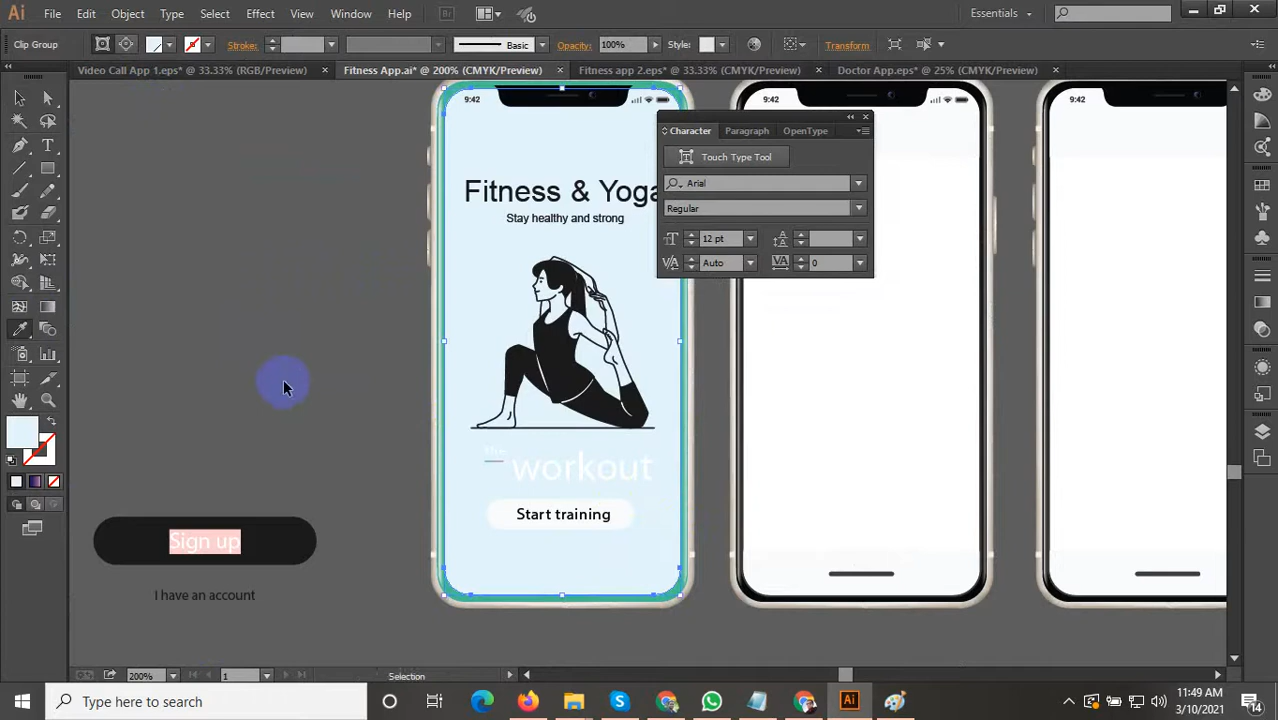 Ai File Edit Object Type Select Effect View Window Help Br Essentials
Clip Group Stroke: Basic Opacity: 100% Style: Transform
Video Call App 1.eps* @ 33.33% (RGB/Preview) Fitness App.ai* @ 200% (CMYK/Preview) Fitness app 2.eps* @ 33.33% (CMYK/Preview) Doctor App.eps* @ 25% (CMYK/Preview)
9:42
9:42
9:42
Character Paragraph OpenType
Touch Type Tool
Arial
Regular
12 pt
Auto 0
Fitness & Yoga
Stay healthy and strong
workout
Start training
Sign up
I have an account
200% 1 Selection
Type here to search
Ai
11:49 AM
3/10/2021
14